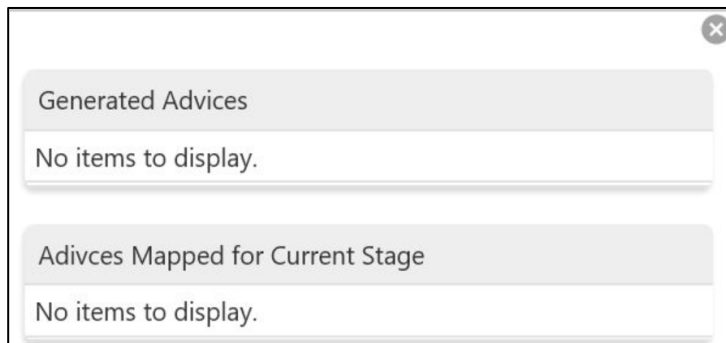 Generated Advices
No items to display.
Adivces Mapped for Current Stage
No items to display.